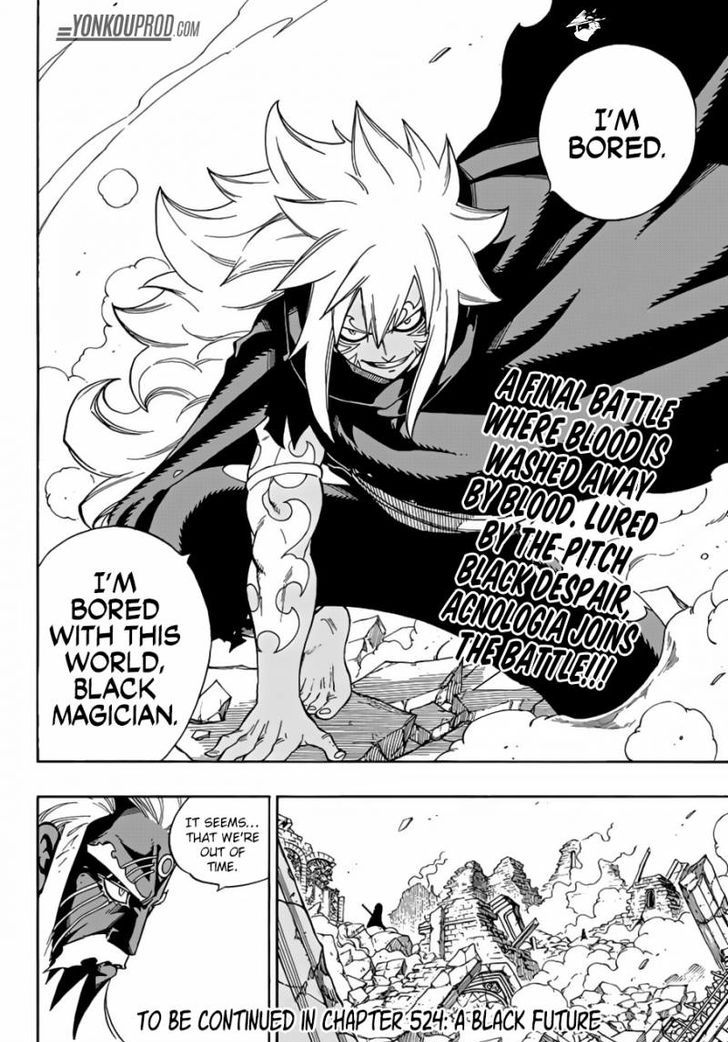 YONKOUPROD.COM
I'M
BORED.
A FINAL BATTLE
WHERE BLOOD IS
WASHED AWAY
BY BLOOD. LURED
BY THE PITCH
BLACK DESPAIR,
ACNOLOGIA JOINS
THE BATTLE!!!
I'M
BORED
WITH THIS
WORLD,
BLACK
MAGICIAN.
IT SEEMS...
THAT WE'RE
OUT OF
TIME.
TO BE CONTINUED IN CHAPTER 524: A BLACK FUTURE